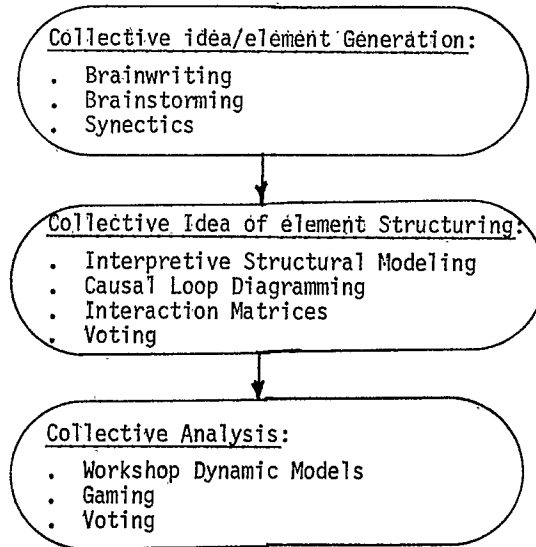 Collective idea/element Generation:
. Brainwriting
. Brainstorming
. Synectics
Collective Idea of element Structuring:
. Interpretive Structural Modeling
. Causal Loop Diagramming
. Interaction Matrices
. Voting
Collective Analysis:
. Workshop Dynamic Models
. Gaming
. Voting